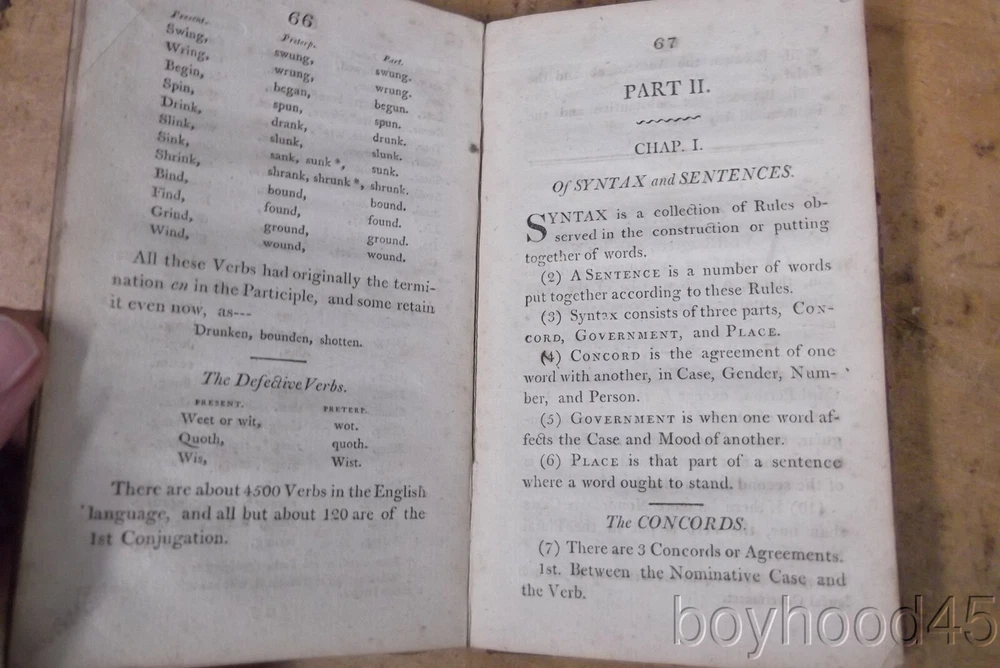 66
Present. Preterp. Part.
Swing, swung, swung.
Wring, wrung, wrung.
Begin, began, begun.
Spin, spun, spun.
Drink, drank, drunk.
Slink, slunk, slunk.
Sink, sank, sunk *, sunk.
Shrink, shrank, shrunk *, shrunk.
Bind, bound, bound.
Find, found, found.
Grind, ground, ground.
Wind, wound, wound.
All these Verbs had originally the termi-
nation en in the Participle, and some retain
it even now, as---
Drunken, bounden, shotten.
The Defective Verbs.
PRESENT. PRETERP.
Weet or wit, wot.
Quoth, quoth.
Wis, Wist.
There are about 4500 Verbs in the English
language, and all but about 120 are of the
1st Conjugation.
67
PART II.
CHAP. I.
Of SYNTAX and SENTENCES.
SYNTAX is a collection of Rules ob-
served in the construction or putting
together of words.
(2) A SENTENCE is a number of words
put together according to these Rules.
(3) Syntax consists of three parts, CON-
CORD, GOVERNMENT, and PLACE.
(4) CONCORD is the agreement of one
word with another, in Case, Gender, Num-
ber, and Person.
(5) GOVERNMENT is when one word af-
fects the Case and Mood of another.
(6) PLACE is that part of a sentence
where a word ought to stand.
The CONCORDS.
(7) There are 3 Concords or Agreements.
1st. Between the Nominative Case and
the Verb.
boyhood45